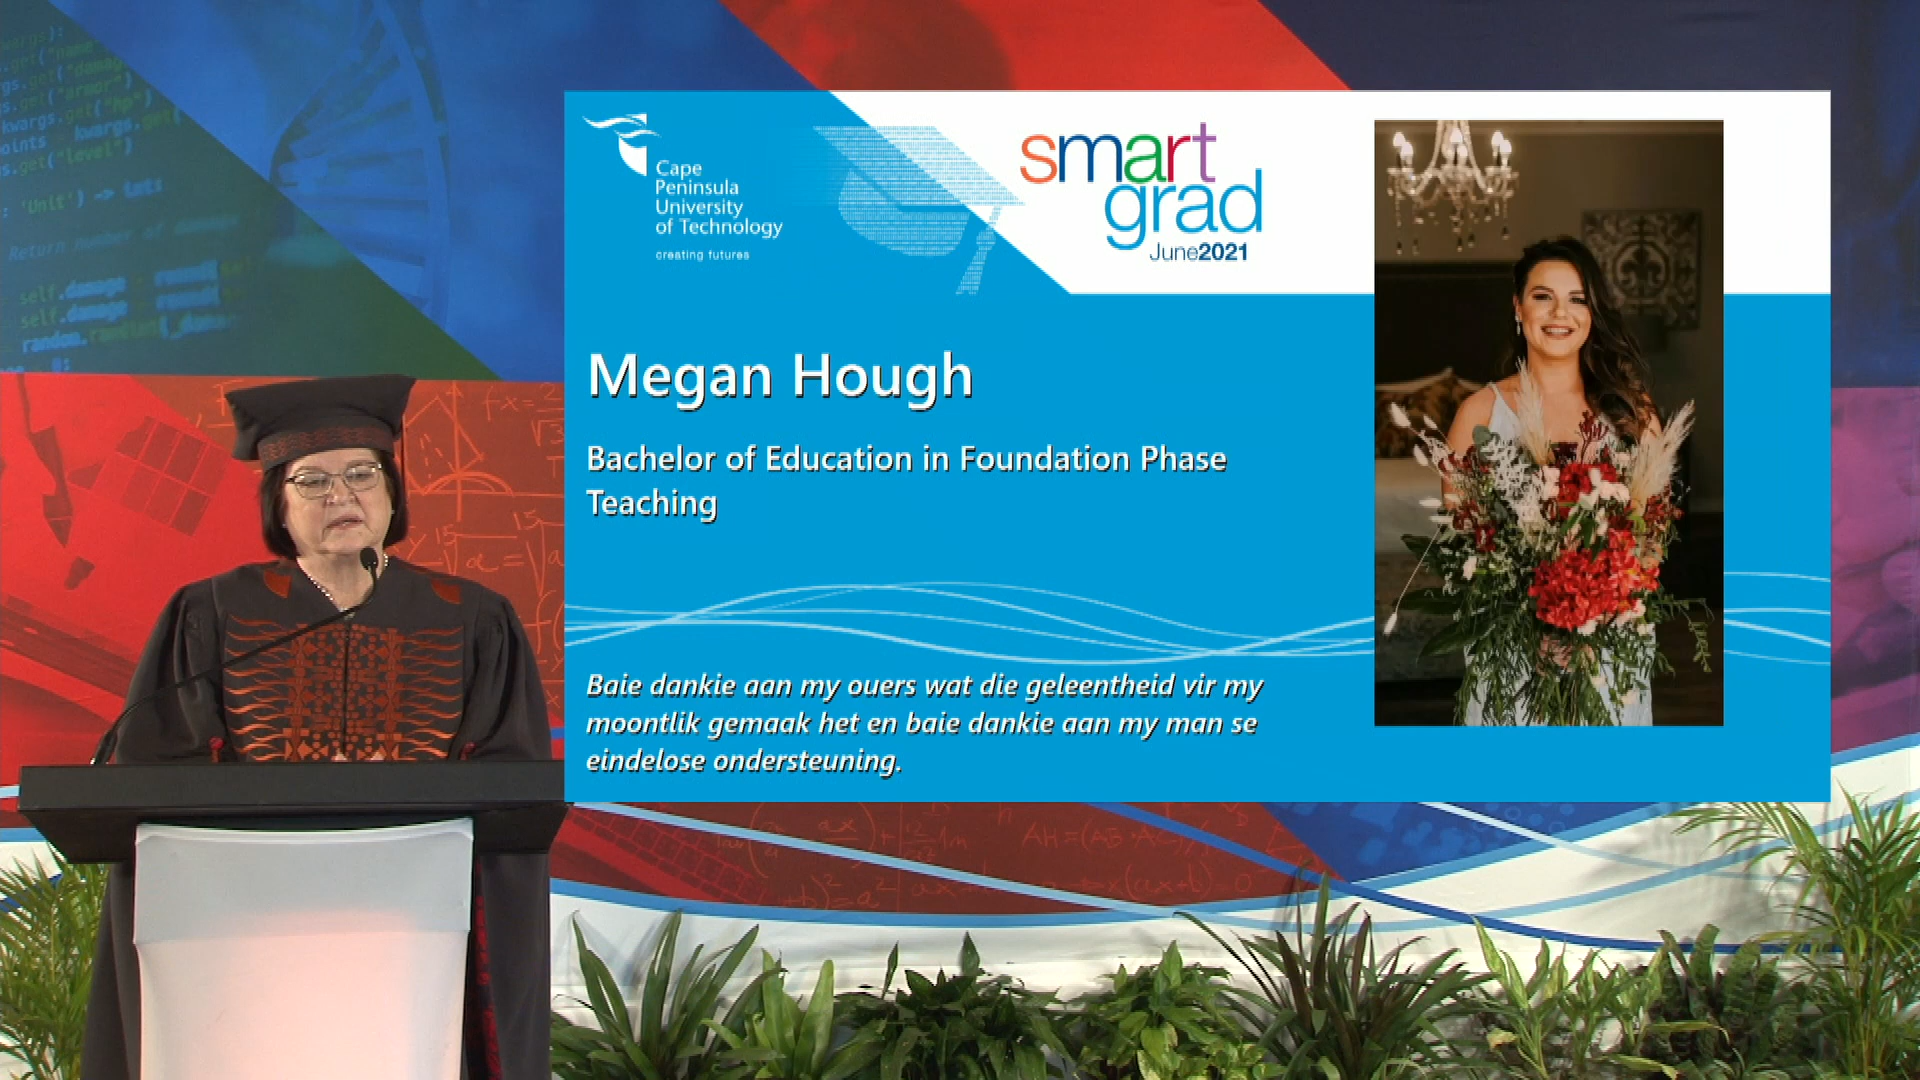 Cape
Peninsula
University
of Technology
creating futures
smart
grad
June2021
Megan Hough
Bachelor of Education in Foundation Phase
Teaching
Baie dankie aan my ouers wat die geleentheid vir my
moontlik gemaak het en baie dankie aan my man se
eindelose ondersteuning.